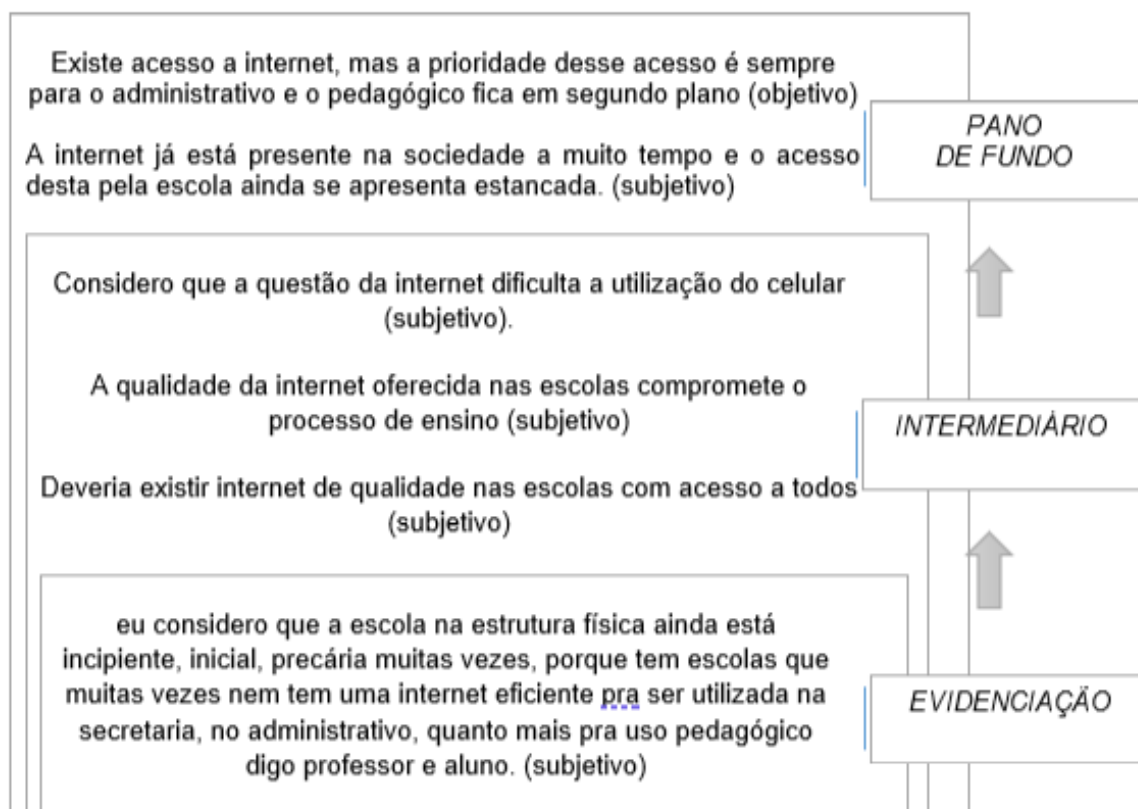 Existe acesso a internet, mas a prioridade desse acesso é sempre
para o administrativo e o pedagógico fica em segundo plano (objetivo)
A internet já está presente na sociedade a muito tempo e o acesso
desta pela escola ainda se apresenta estancada. (subjetivo)
PANO
DE FUNDO
Considero que a questão da internet dificulta a utilização do celular
(subjetivo).
A qualidade da internet oferecida nas escolas compromete o
processo de ensino (subjetivo)
Deveria existir internet de qualidade nas escolas com acesso a todos
(subjetivo)
INTERMEDIÁRIO
eu considero que a escola na estrutura física ainda está
incipiente, inicial, precária muitas vezes, porque tem escolas que
muitas vezes nem tem uma internet eficiente pra ser utilizada na
secretaria, no administrativo, quanto mais pra uso pedagógico
digo professor e aluno. (subjetivo)
EVIDENCIAÇÃO